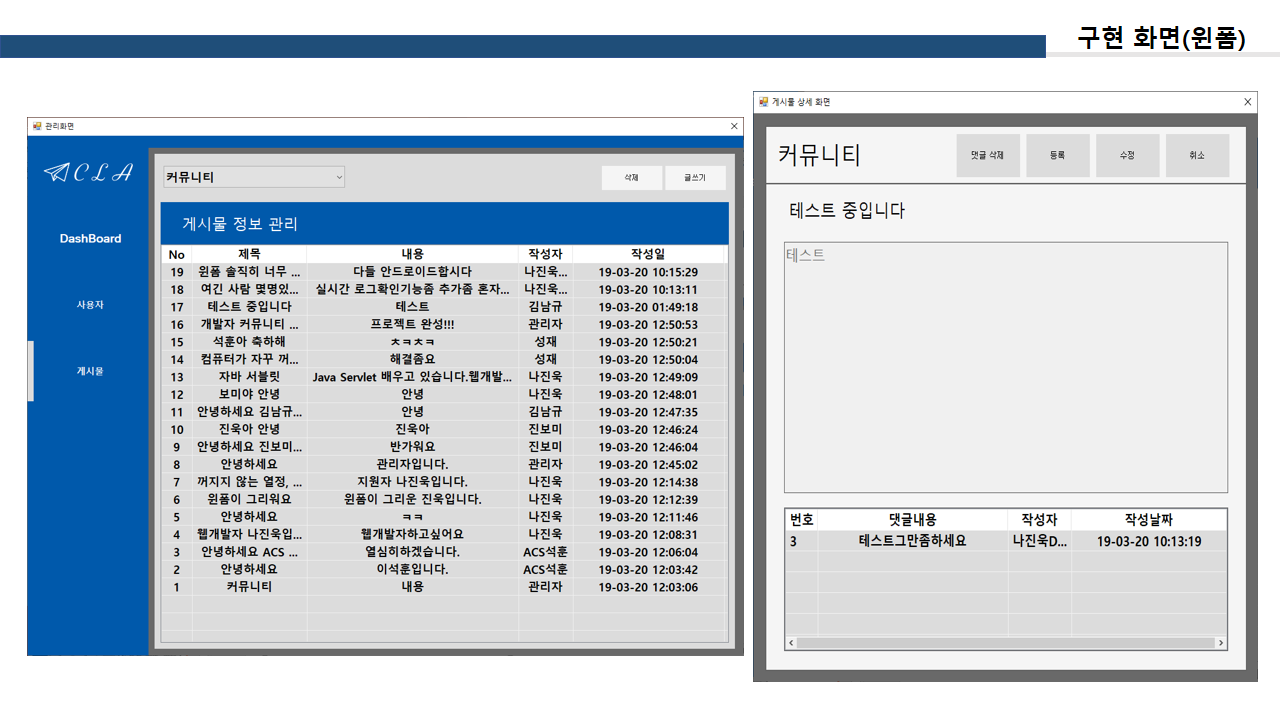 구현 화면(윈폼)
관리화면
CLA
DashBoard
사용자
게시물
커뮤니티
삭제 글쓰기
게시물 정보 관리
No 제목 내용 작성자 작성일
19 윈폼 솔직히 너무 ... 다들 안드로이드합시다 나진욱... 19-03-20 10:15:29
18 여긴 사람 몇명있... 실시간 로그확인기능좀 추가좀 혼자... 나진욱... 19-03-20 10:13:11
17 테스트 중입니다 테스트 김남규 19-03-20 01:49:18
16 개발자 커뮤니티 ... 프로젝트 완성!!! 관리자 19-03-20 12:50:53
15 석훈아 축하해 ㅊㅋㅊㅋ 성재 19-03-20 12:50:21
14 컴퓨터가 자꾸 꺼... 해결좀요 성재 19-03-20 12:50:04
13 자바 서블릿 Java Servlet 배우고 있습니다.웹개발... 나진욱 19-03-20 12:49:09
12 보미야 안녕 안녕 나진욱 19-03-20 12:48:01
11 안녕하세요 김남규... 안녕 김남규 19-03-20 12:47:35
10 진욱아 안녕 진욱아 진보미 19-03-20 12:46:24
9 안녕하세요 진보미... 반가워요 진보미 19-03-20 12:46:04
8 안녕하세요 관리자입니다. 관리자 19-03-20 12:45:02
7 꺼지지 않는 열정, ... 지원자 나진욱입니다. 나진욱 19-03-20 12:14:38
6 윈폼이 그리워요 윈폼이 그리운 진욱입니다. 나진욱 19-03-20 12:12:39
5 안녕하세요 ㅋㅋ 나진욱 19-03-20 12:11:46
4 웹개발자 나진욱입... 웹개발자하고싶어요 나진욱 19-03-20 12:08:31
3 안녕하세요 ACS ... 열심히하겠습니다. ACS석훈 19-03-20 12:06:04
2 안녕하세요 이석훈입니다. ACS석훈 19-03-20 12:03:42
1 커뮤니티 내용 관리자 19-03-20 12:03:06
게시물 상세 화면
커뮤니티 댓글 삭제 등록 수정 취소
테스트 중입니다
테스트
번호 댓글내용 작성자 작성날짜
3 테스트그만좀하세요 나진욱D... 19-03-20 10:13:19